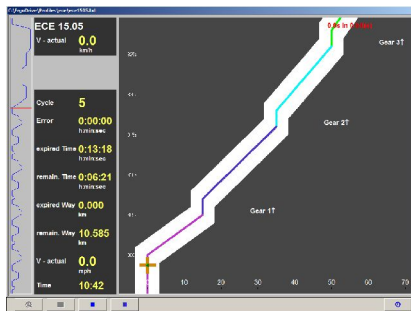 ECE 15.05
V - actual 0.0
km/h
Cycle 5
Error 0:00:00
h:min:sec
expired Time 0:13:18
h:min:sec
remain. Time 0:06:21
h:min:sec
expired Way 0.000
km
remain. Way 10.585
km
V - actual 0.0
mph
Time 10:42
Gear 3↑
Gear 2↑
Gear 1↑
10 20 30 40 50 60 70